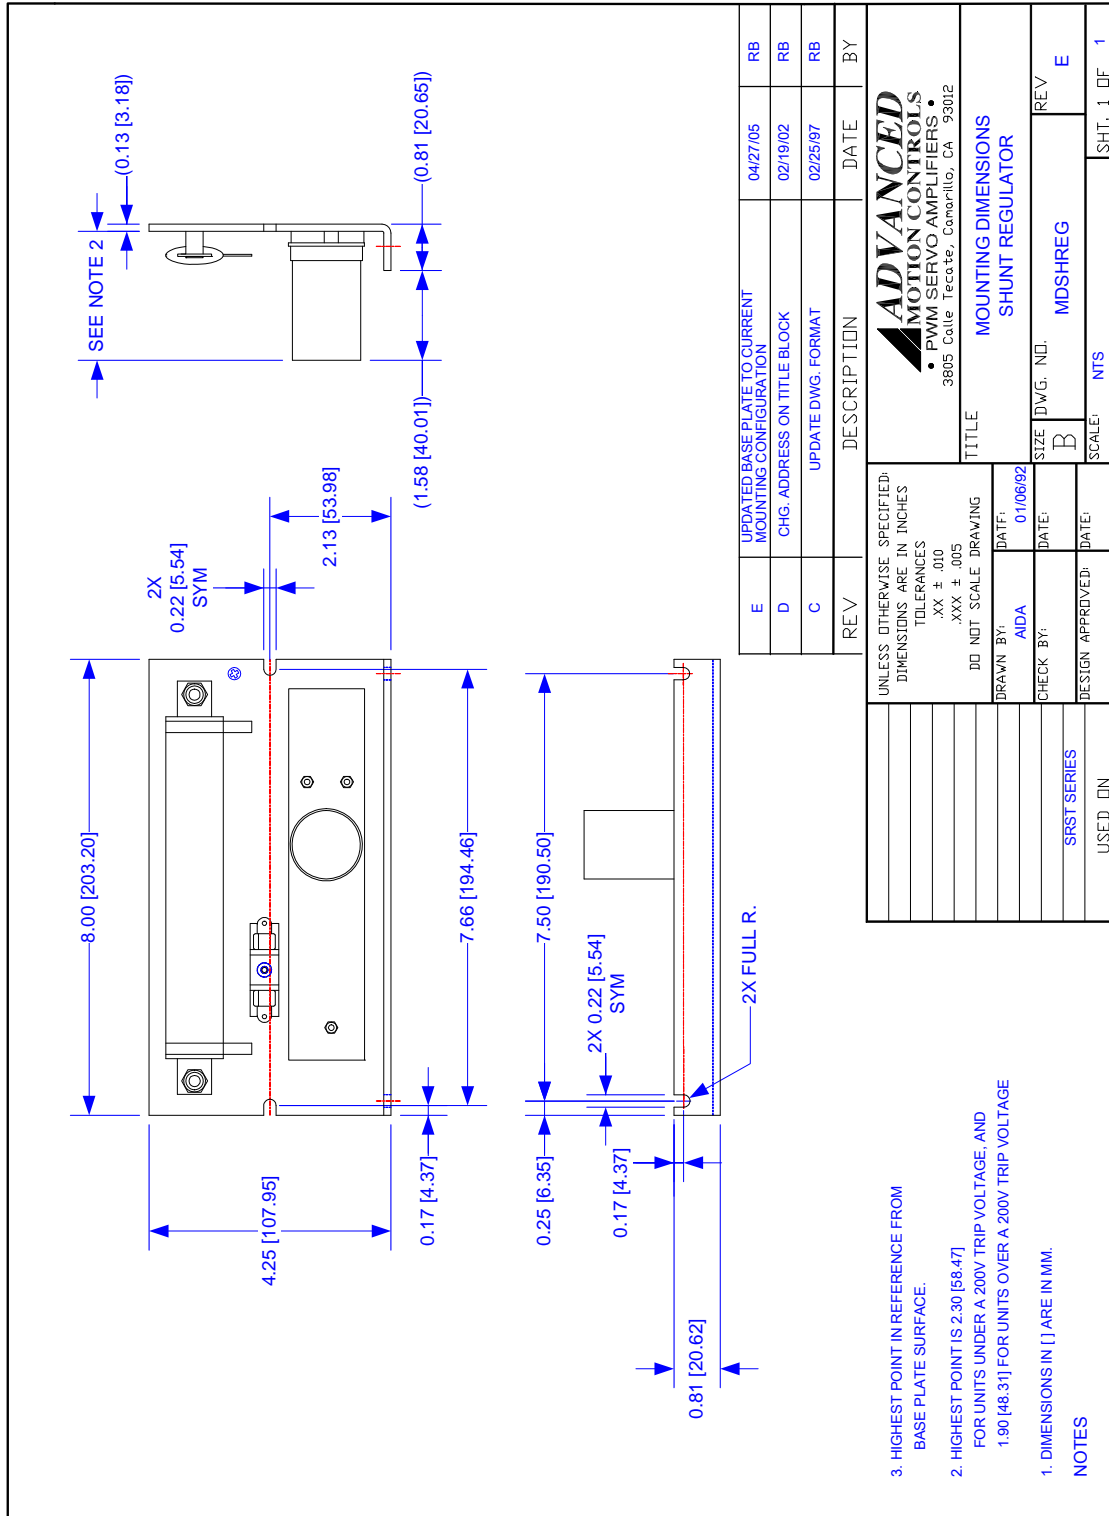 SEE NOTE 2
(0.13 [3.18])
(0.81 [20.65])
(1.58 [40.01])
8.00 [203.20]
2X
0.22 [5.54]
SYM
2.13 [53.98]
4.25 [107.95]
7.66 [194.46]
0.17 [4.37]
7.50 [190.50]
0.25 [6.35]
2X 0.22 [5.54]
SYM
0.17 [4.37]
2X FULL R.
0.81 [20.62]
3. HIGHEST POINT IN REFERENCE FROM
BASE PLATE SURFACE.
2. HIGHEST POINT IS 2.30 [58.47]
FOR UNITS UNDER A 200V TRIP VOLTAGE, AND
1.90 [48.31] FOR UNITS OVER A 200V TRIP VOLTAGE
1. DIMENSIONS IN [ ] ARE IN MM.
NOTES
E UPDATED BASE PLATE TO CURRENT
MOUNTING CONFIGURATION 04/27/05 RB
D CHG. ADDRESS ON TITLE BLOCK 02/19/02 RB
C UPDATE DWG. FORMAT 02/25/97 RB
REV DESCRIPTION DATE BY
SRST SERIES
USED ON
UNLESS OTHERWISE SPECIFIED:
DIMENSIONS ARE IN INCHES
TOLERANCES
.XX ± .010
.XXX ± .005
DO NOT SCALE DRAWING
DRAWN BY: AIDA
DATE: 01/06/92
CHECK BY:
DATE:
DESIGN APPROVED:
DATE:
ADVANCED
MOTION CONTROLS
• PWM SERVO AMPLIFIERS •
3805 Calle Tecate, Camarillo, CA 93012
TITLE
MOUNTING DIMENSIONS
SHUNT REGULATOR
SIZE B
DWG. NO. MDSHREG
REV E
SCALE: NTS
SHT. 1 OF 1